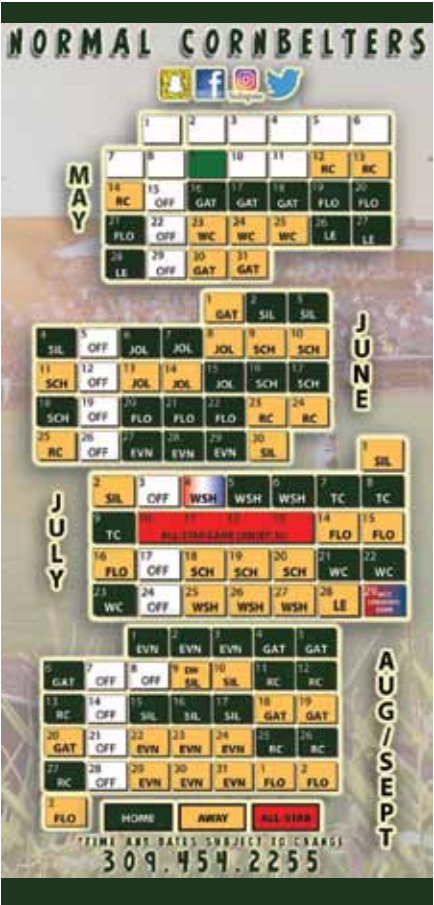 NORMAL CORNBELTERS
Instagram
MAY
1 2 3 4 5 6
7 8 10 11 12 RC 13 RC
14 RC 15 OFF 16 GAT 17 GAT 18 GAT 19 FLO 20 FLO
21 FLO 22 OFF 23 WC 24 WC 25 WC 26 LE 27 LE
28 LE 29 OFF 30 GAT 31 GAT
JUNE
1 GAT 2 SIL 3 SIL
4 SIL 5 OFF 6 JOL 7 JOL 8 JOL 9 SCH 10 SCH
11 SCH 12 OFF 13 JOL 14 JOL 15 JOL 16 SCH 17 SCH
18 SCH 19 OFF 20 FLO 21 FLO 22 FLO 23 RC 24 RC
25 RC 26 OFF 27 EVN 28 EVN 29 EVN 30 SIL
JULY
1 SIL
2 SIL 3 OFF 4 WSH 5 WSH 6 WSH 7 TC 8 TC
9 TC 10 11 12 13 14 FLO 15 FLO
16 FLO 17 OFF 18 SCH 19 SCH 20 SCH 21 WC 22 WC
23 WC 24 OFF 25 WSH 26 WSH 27 WSH 28 LE 29
AUG/SEPT
1 EVN 2 EVN 3 EVN 4 GAT 5 GAT
6 GAT 7 OFF 8 OFF 9 DH SIL 10 SIL 11 RC 12 RC
13 RC 14 OFF 15 SIL 16 SIL 17 SIL 18 GAT 19 GAT
20 GAT 21 OFF 22 EVN 23 EVN 24 EVN 25 RC 26 RC
27 RC 28 OFF 29 EVN 30 EVN 31 EVN 1 FLO 2 FLO
3 FLO HOME AWAY ALL-STAR
*TIME AND DATES SUBJECT TO CHANGE
309.454.2255